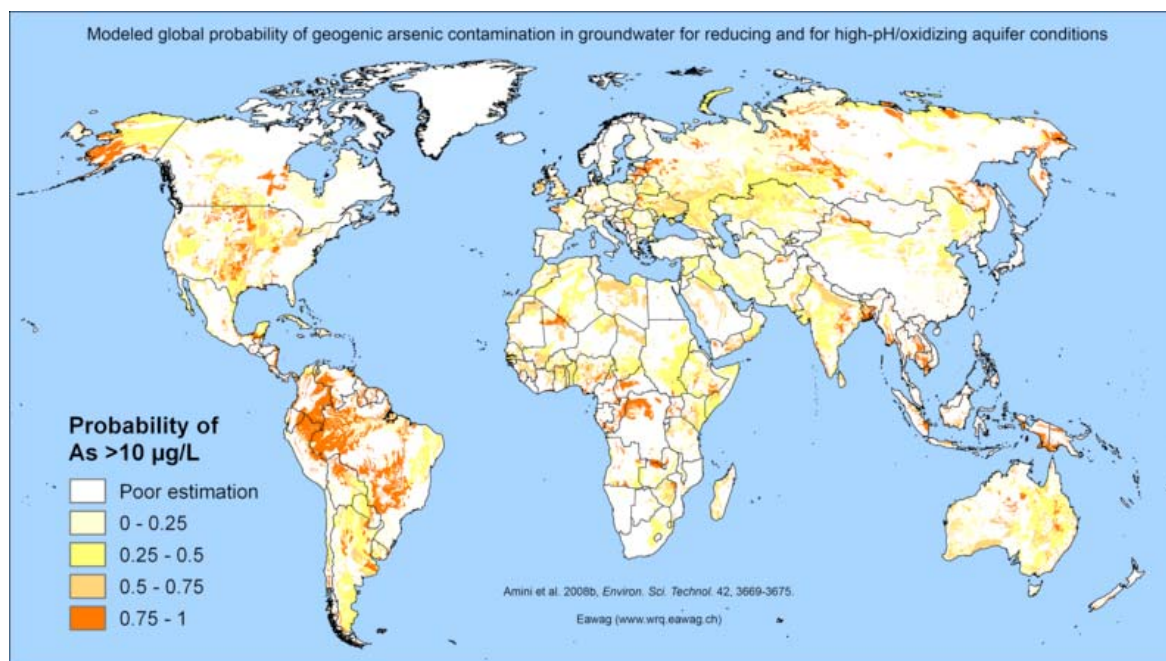 Modeled global probability of geogenic arsenic contamination in groundwater for reducing and for high-pH/oxidizing aquifer conditions
Probability of
As >10 µg/L
Poor estimation
0 - 0.25
0.25 - 0.5
0.5 - 0.75
0.75 - 1
Amini et al. 2008b, Environ. Sci. Technol. 42, 3669-3675.
Eawag (www.wrq.eawag.ch)